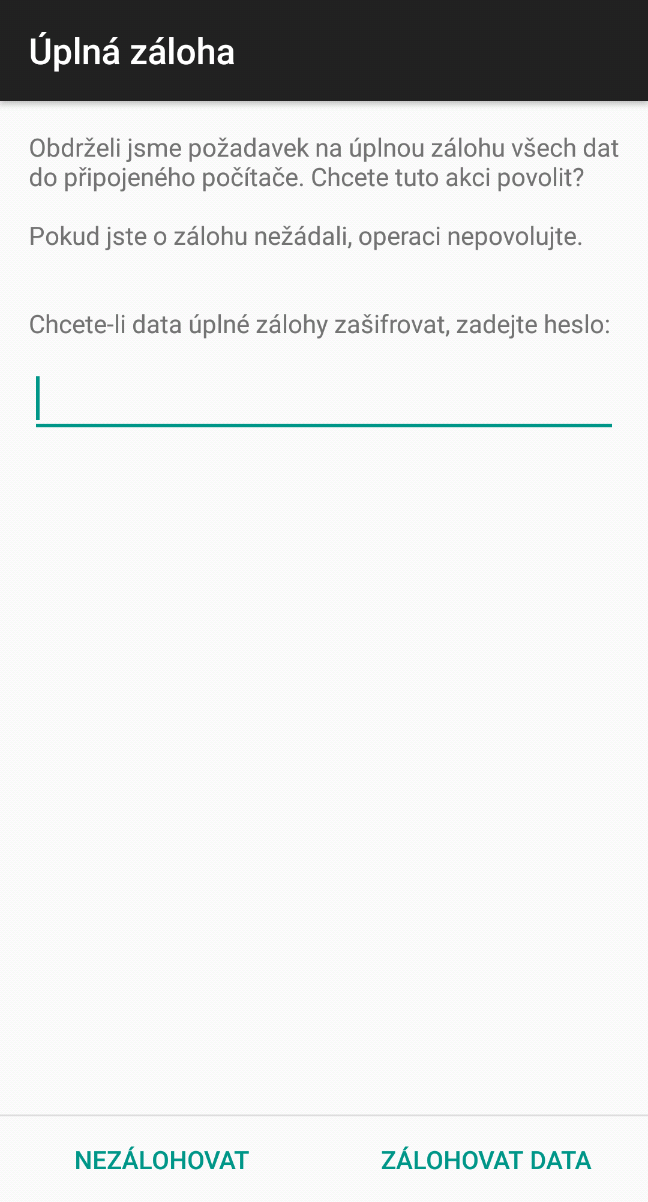 Úplná záloha
Obdrželi jsme požadavek na úplnou zálohu všech dat
do připojeného počítače. Chcete tuto akci povolit?
Pokud jste o zálohu nežádali, operaci nepovolujte.
Chcete-li data úplné zálohy zašifrovat, zadejte heslo:
NEZÁLOHOVAT
ZÁLOHOVAT DATA